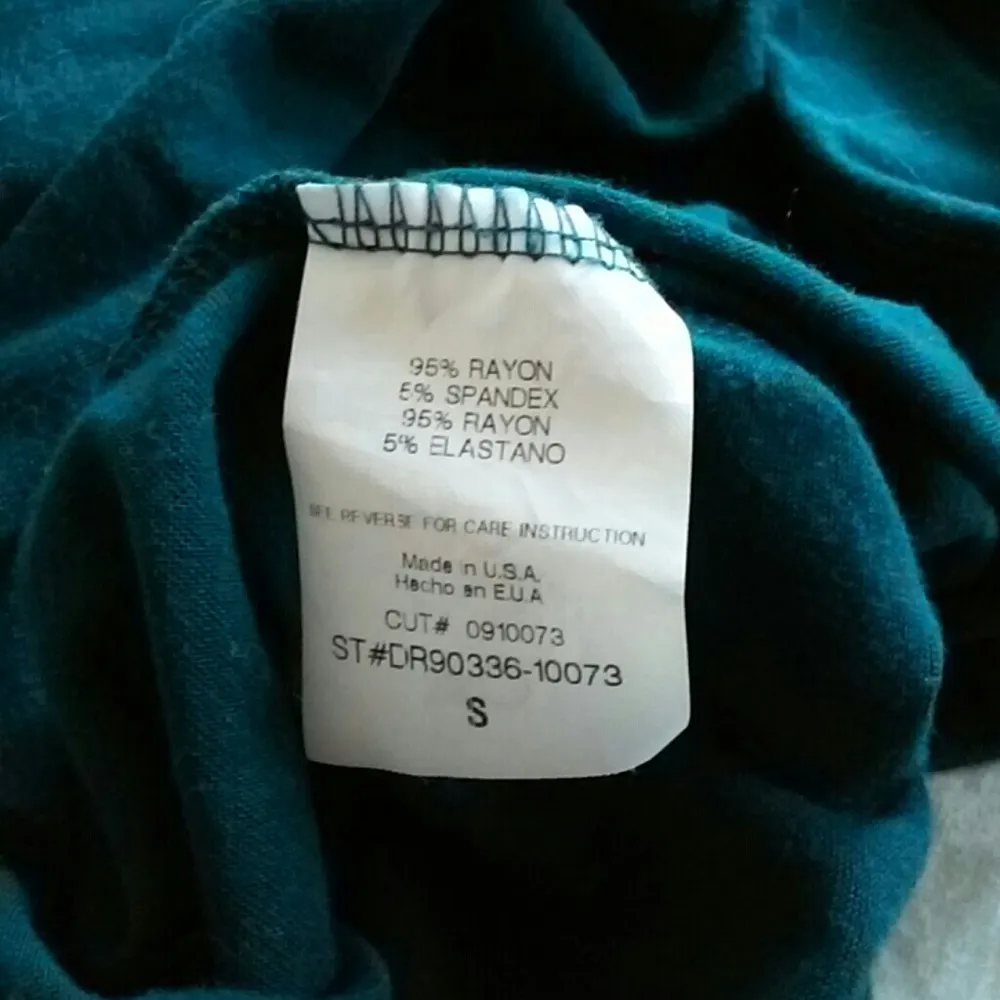 95% RAYON
5% SPANDEX
95% RAYON
5% ELASTANO
SEE REVERSE FOR CARE INSTRUCTION
Made in U.S.A.
Hecho en E.U.A
CUT# 0910073
ST#DR90336-10073
S